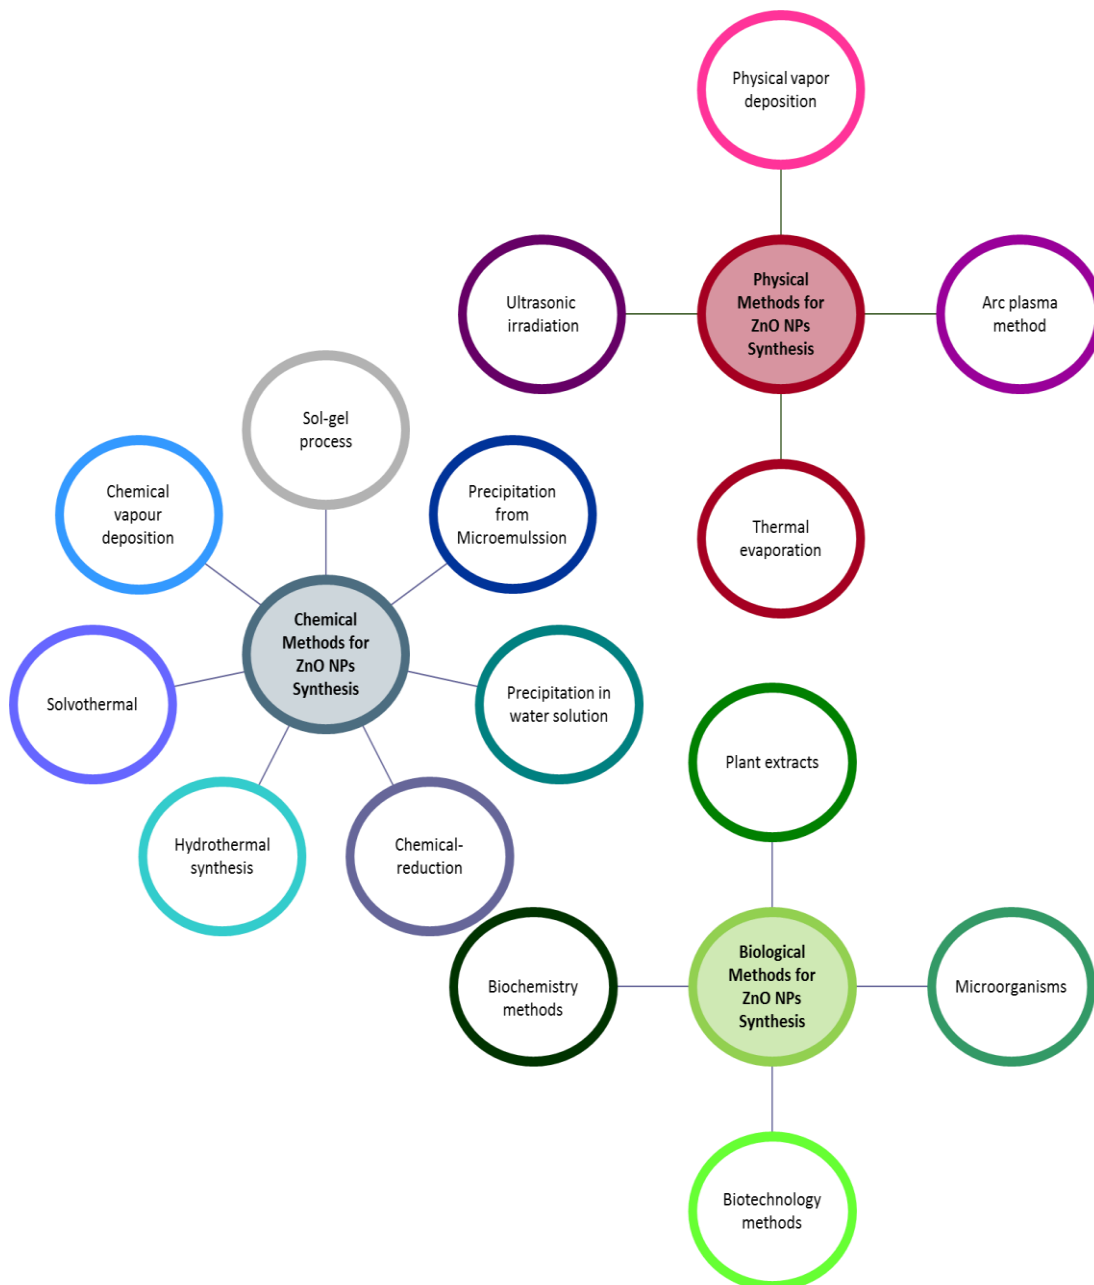 Physical vapor
deposition
Ultrasonic
irradiation
Physical
Methods for
ZnO NPs
Synthesis
Arc plasma
method
Thermal
evaporation
Sol-gel
process
Chemical
vapour
deposition
Precipitation
from
Microemulssion
Chemical
Methods for
ZnO NPs
Synthesis
Solvothermal
Precipitation in
water solution
Hydrothermal
synthesis
Chemical-
reduction
Plant extracts
Biochemistry
methods
Biological
Methods for
ZnO NPs
Synthesis
Microorganisms
Biotechnology
methods